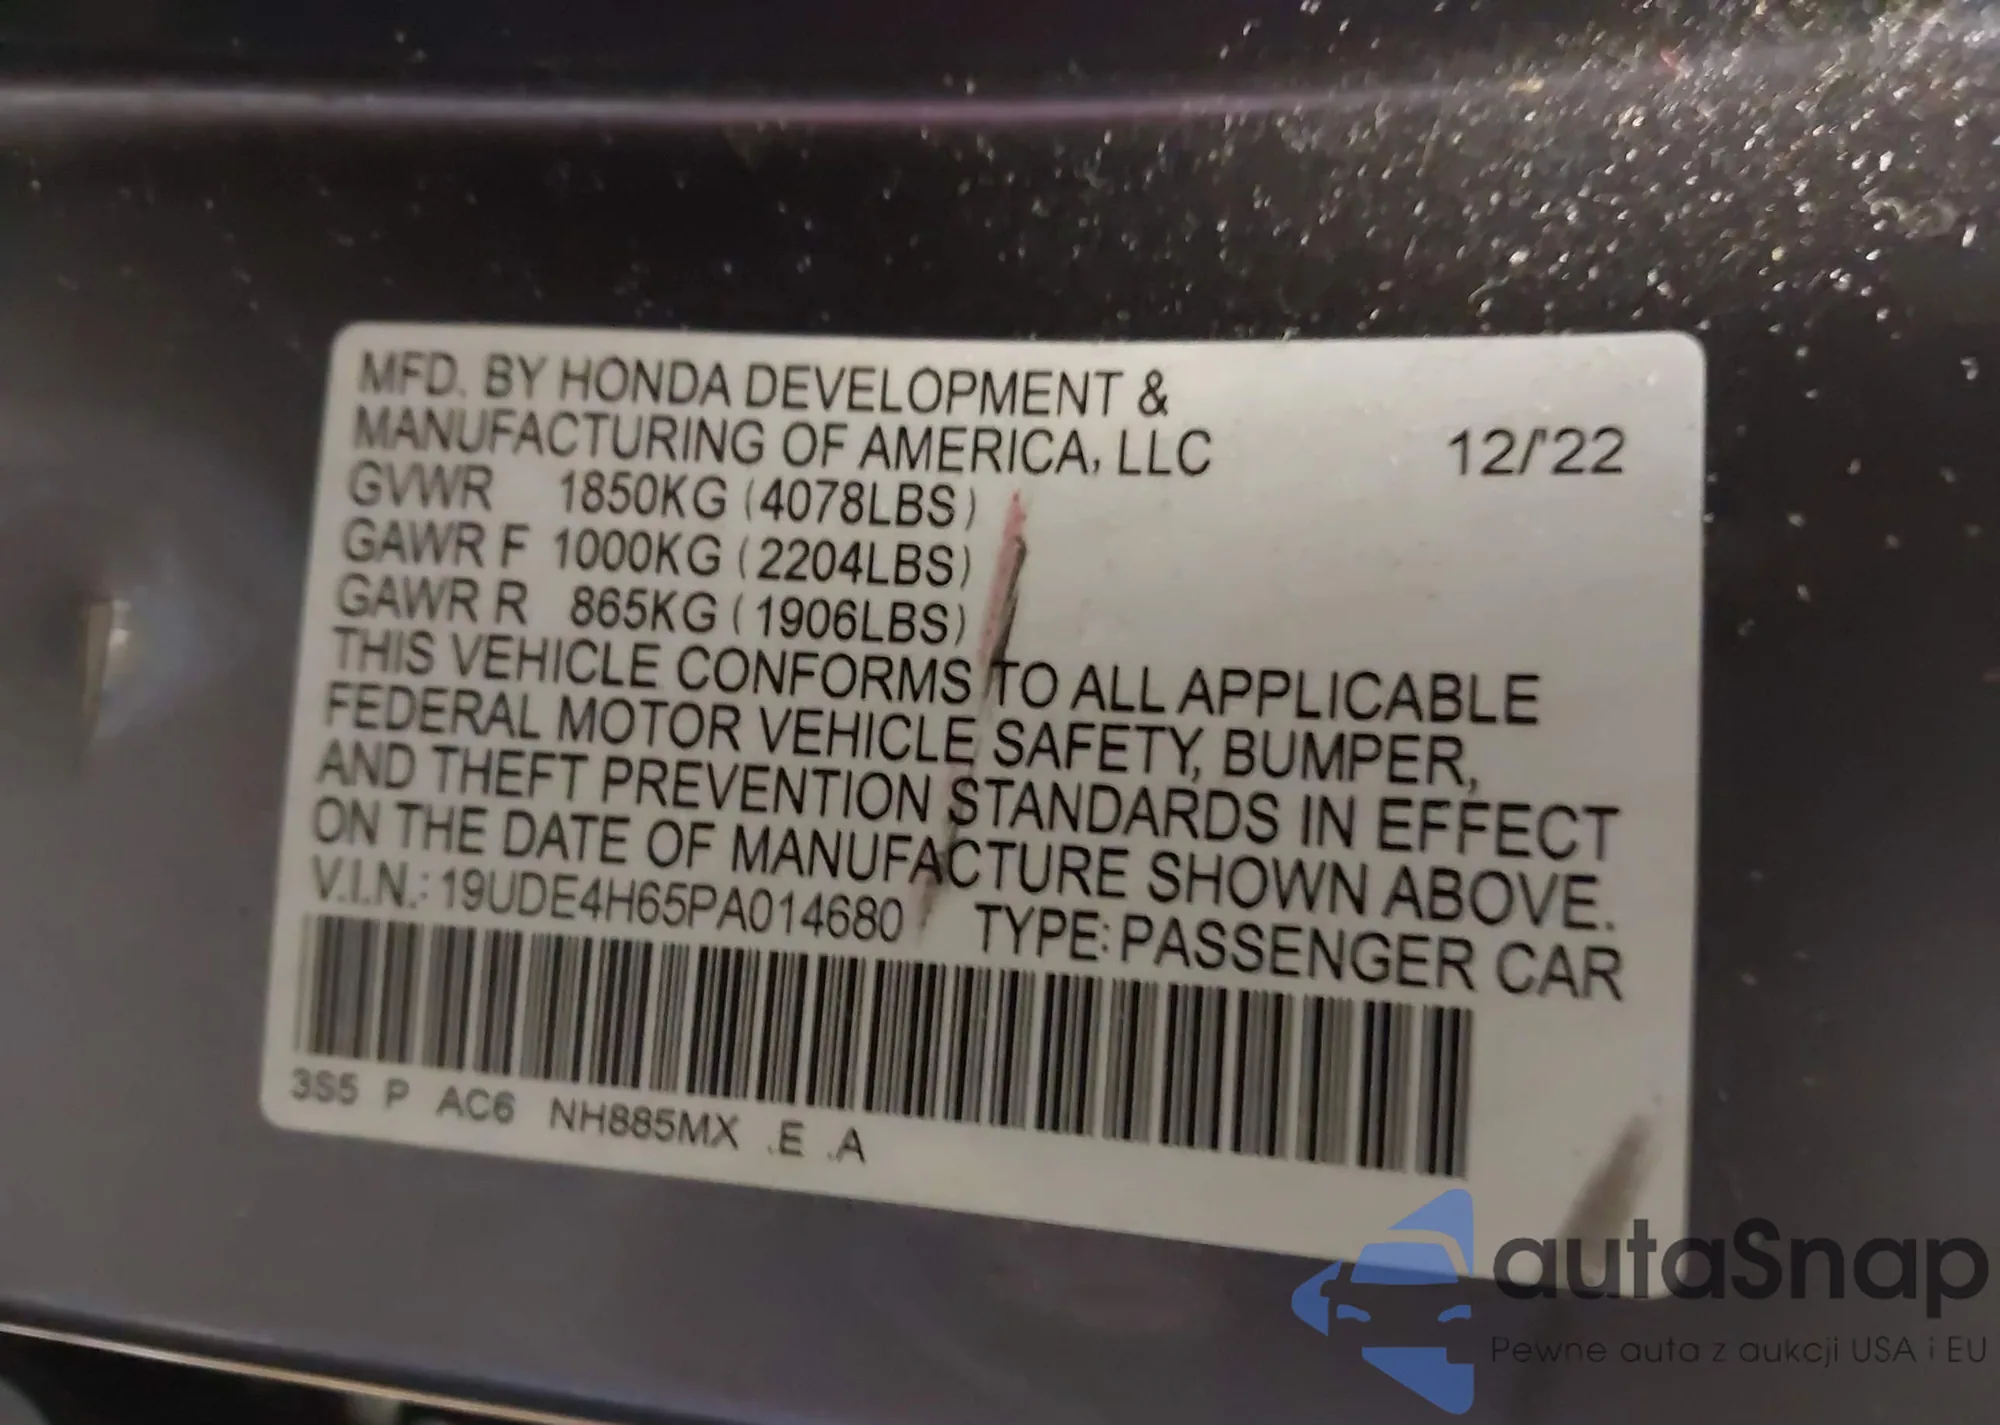 MFD. BY HONDA DEVELOPMENT &
MANUFACTURING OF AMERICA, LLC 12/'22
GVWR 1850KG (4078LBS)
GAWR F 1000KG (2204LBS)
GAWR R 865KG (1906LBS)
THIS VEHICLE CONFORMS TO ALL APPLICABLE
FEDERAL MOTOR VEHICLE SAFETY, BUMPER,
AND THEFT PREVENTION STANDARDS IN EFFECT
ON THE DATE OF MANUFACTURE SHOWN ABOVE.
V.I.N.: 19UDE4H65PA014680 TYPE: PASSENGER CAR
3S5 P AC6 NH885MX .E .A
autaSnap
Pewne auta z aukcji USA i EU